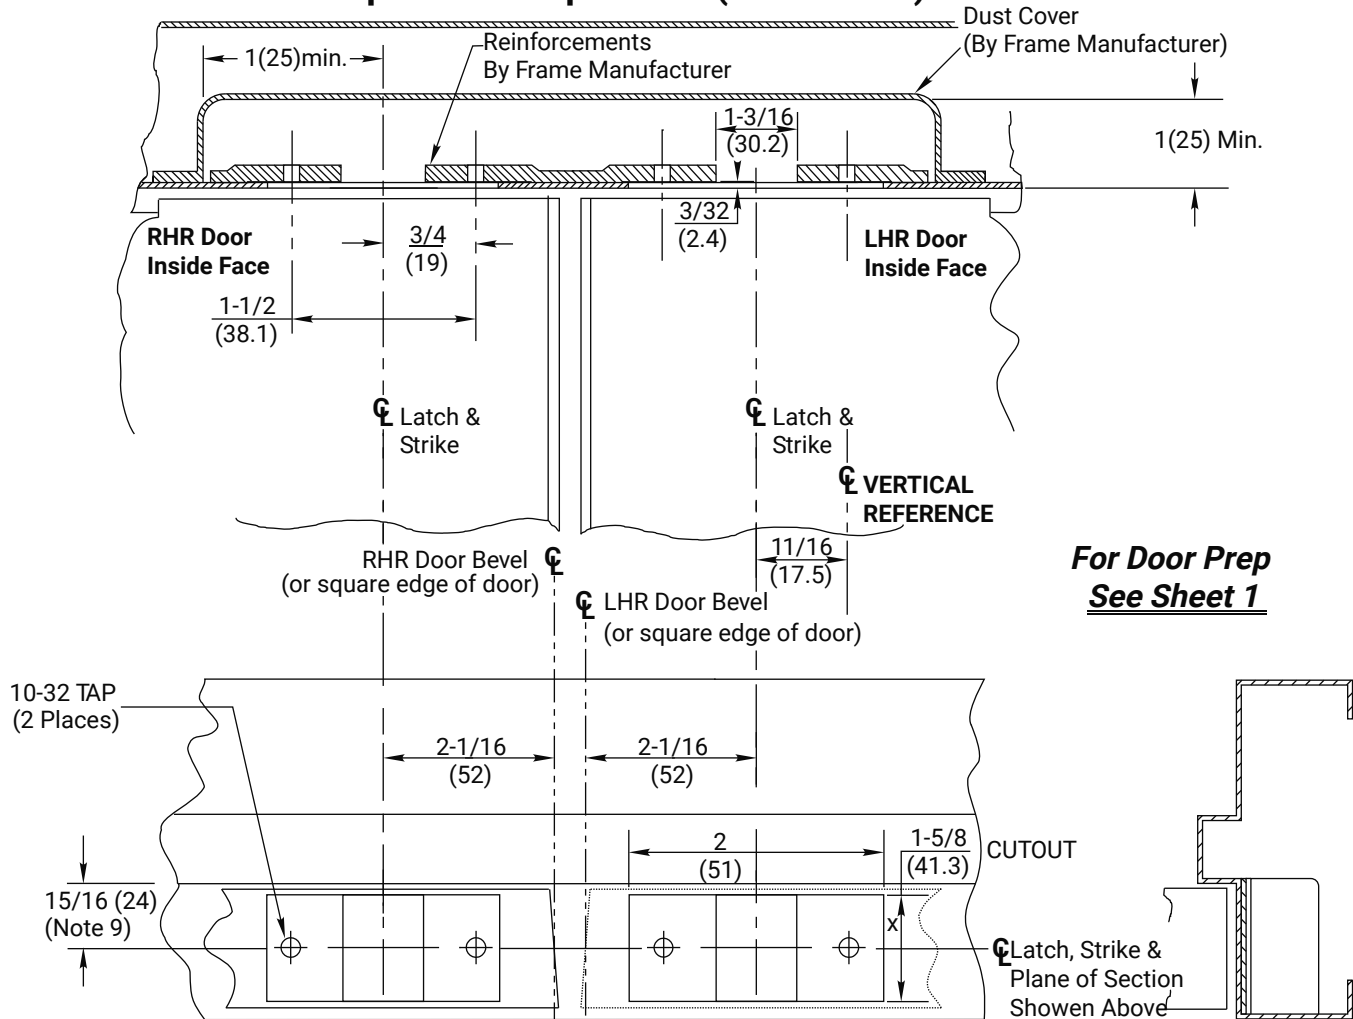 Dust Cover
(By Frame Manufacturer)
Reinforcements
By Frame Manufacturer
1(25)min.
1-3/16
(30.2)
1(25) Min.
3/32
(2.4)
RHR Door
Inside Face
3/4
(19)
LHR Door
Inside Face
1-1/2
(38.1)
℄ Latch &
Strike
℄ Latch &
Strike
℄ VERTICAL
REFERENCE
11/16
(17.5)
RHR Door Bevel ℄
(or square edge of door)
℄ LHR Door Bevel
(or square edge of door)
For Door Prep
See Sheet 1
10-32 TAP
(2 Places)
2-1/16
(52)
2-1/16
(52)
2
(51)
1-5/8
(41.3)
CUTOUT
15/16 (24)
(Note 9)
x
℄ Latch, Strike &
Plane of Section
Showen Above